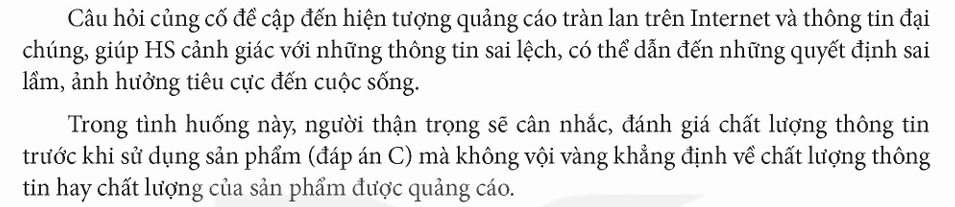 Câu hỏi củng cố đề cập đến hiện tượng quảng cáo tràn lan trên Internet và thông tin đại
chúng, giúp HS cảnh giác với những thông tin sai lệch, có thể dẫn đến những quyết định sai
lầm, ảnh hưởng tiêu cực đến cuộc sống.
Trong tình huống này, người thận trọng sẽ cân nhắc, đánh giá chất lượng thông tin
trước khi sử dụng sản phẩm (đáp án C) mà không vội vàng khẳng định về chất lượng thông
tin hay chất lượng của sản phẩm được quảng cáo.